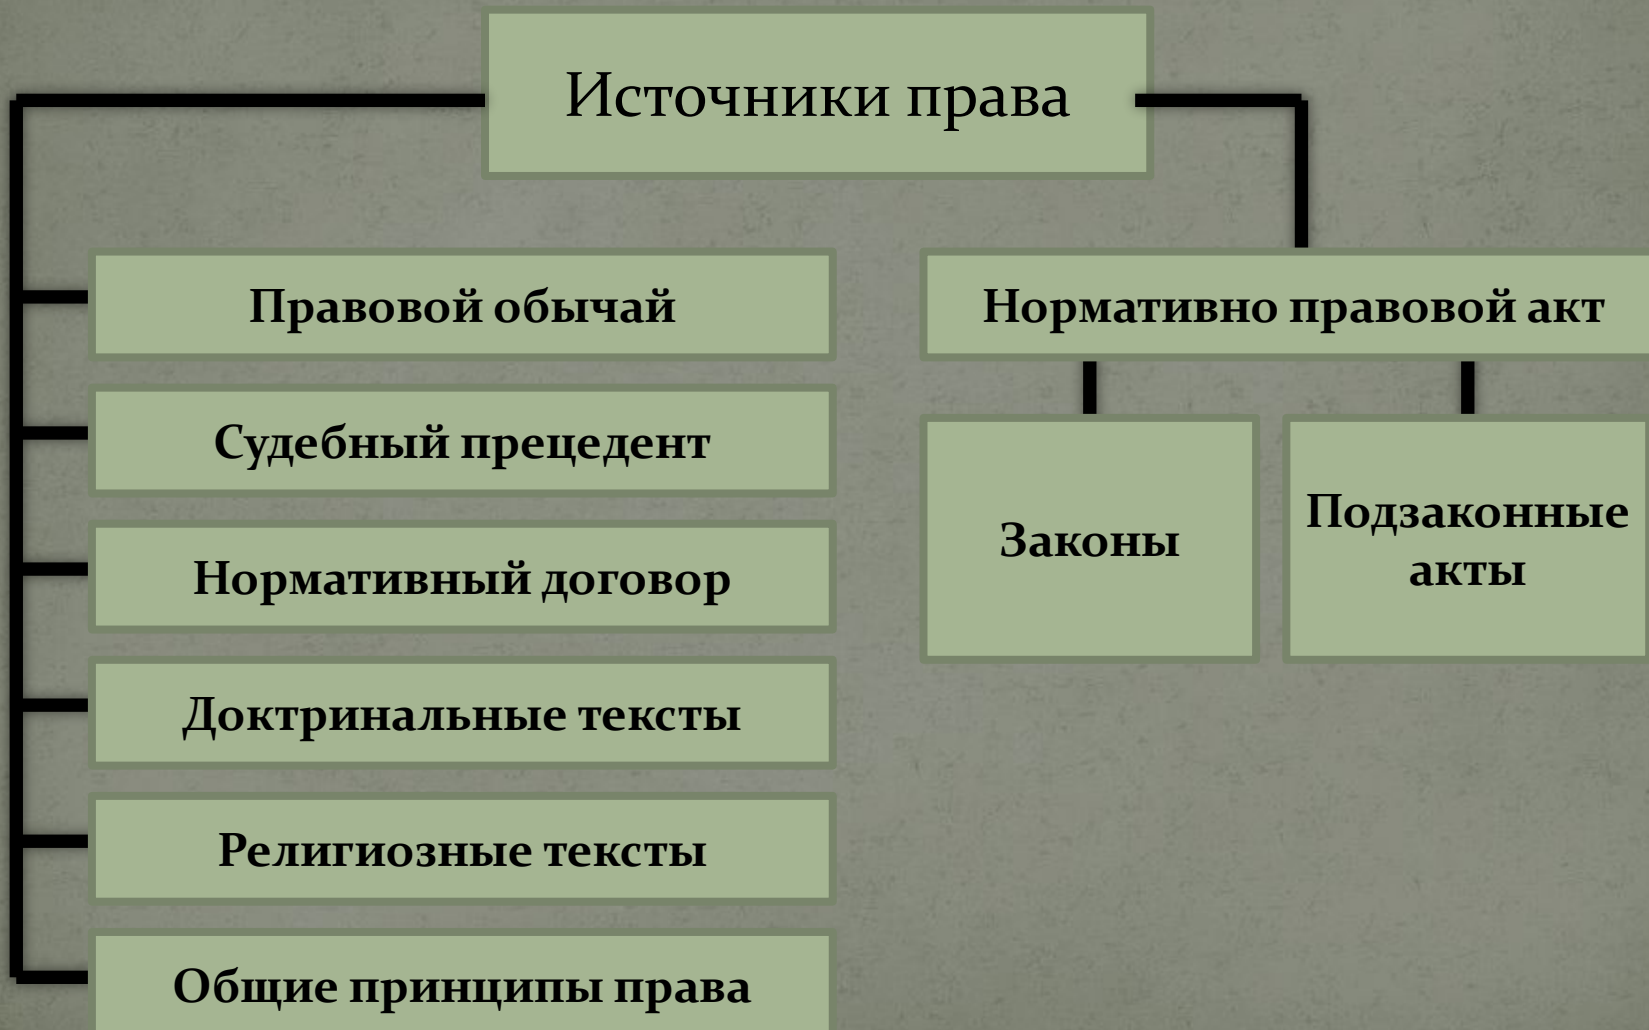 Источники права
Правовой обычай
Судебный прецедент
Нормативный договор
Доктринальные тексты
Религиозные тексты
Общие принципы права
Нормативно правовой акт
Законы
Подзаконные
акты